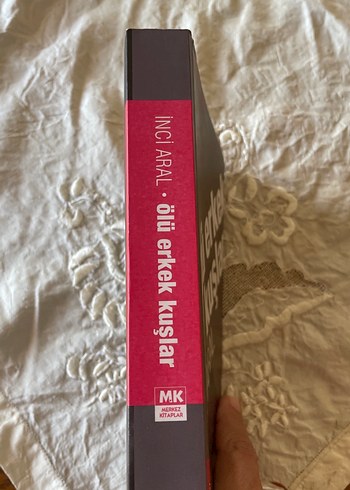 İNCİ ARAL • ölü erkek kuşlar
MK
MERKEZ
KİTAPLAR